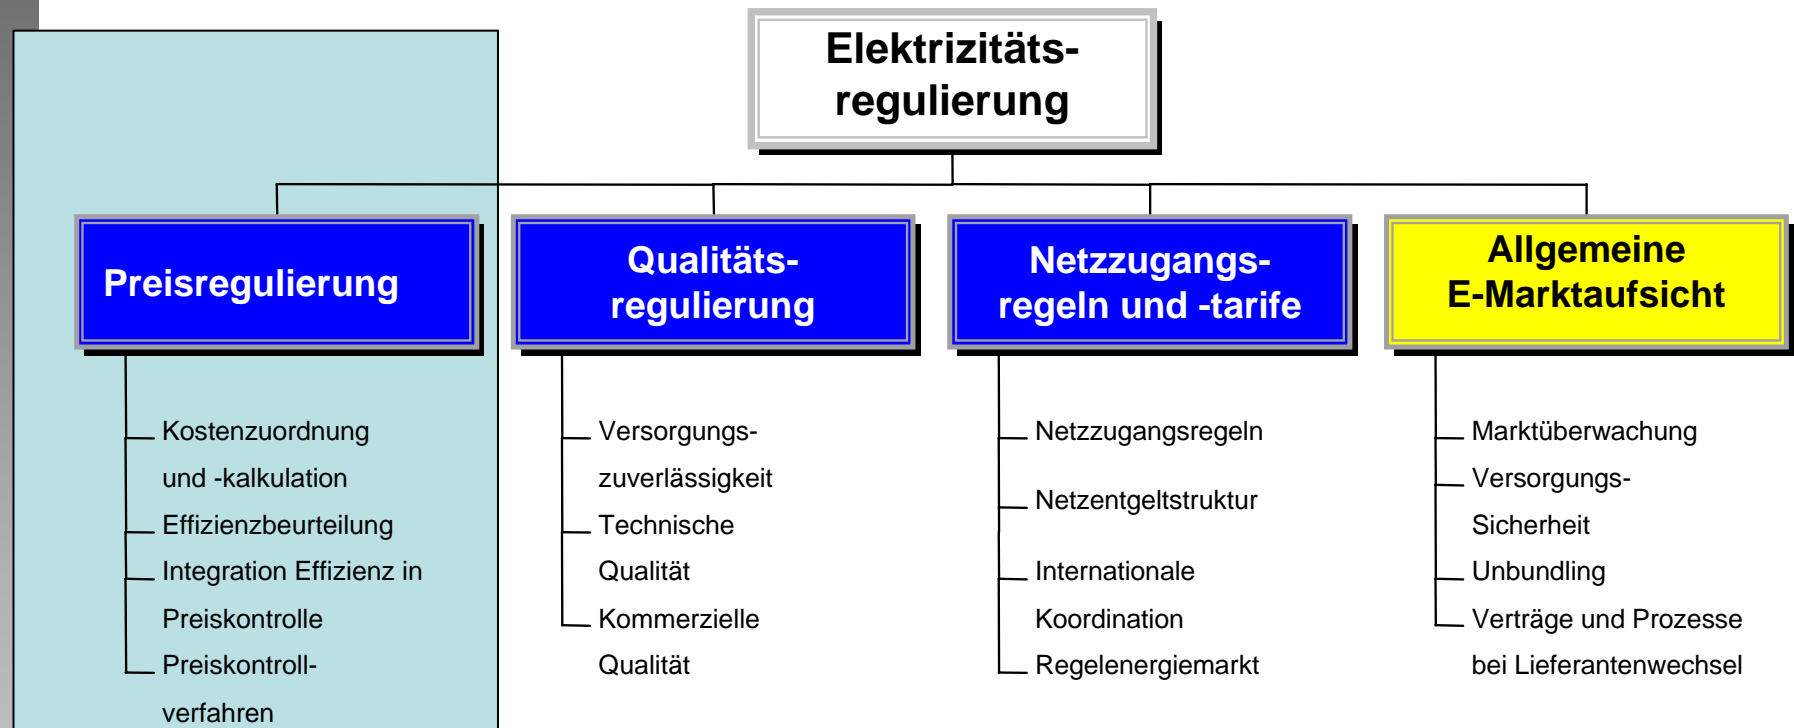 Elektrizitäts-
regulierung
Preisregulierung
Kostenzuordnung
und -kalkulation
Effizienzbeurteilung
Integration Effizienz in
Preiskontrolle
Preiskontroll-
verfahren
Qualitäts-
regulierung
Versorgungs-
zuverlässigkeit
Technische
Qualität
Kommerzielle
Qualität
Netzzugangs-
regeln und -tarife
Netzzugangsregeln
Netzentgeltstruktur
Internationale
Koordination
Regelenergiemarkt
Allgemeine
E-Marktaufsicht
Marktüberwachung
Versorgungs-
Sicherheit
Unbundling
Verträge und Prozesse
bei Lieferantenwechsel